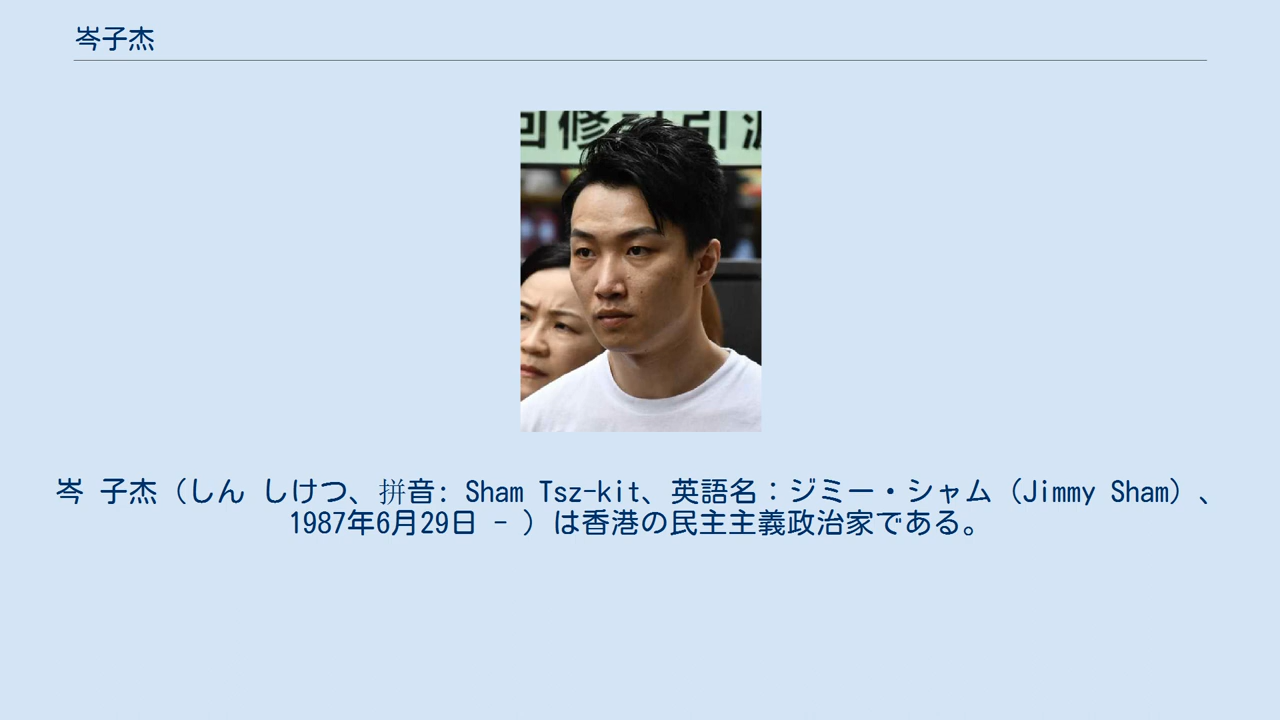 岑子杰
岑 子杰（しん しけつ、拼音: Sham Tsz-kit、英語名：ジミー・シャム（Jimmy Sham）、
1987年6月29日 - ）は香港の民主主義政治家である。